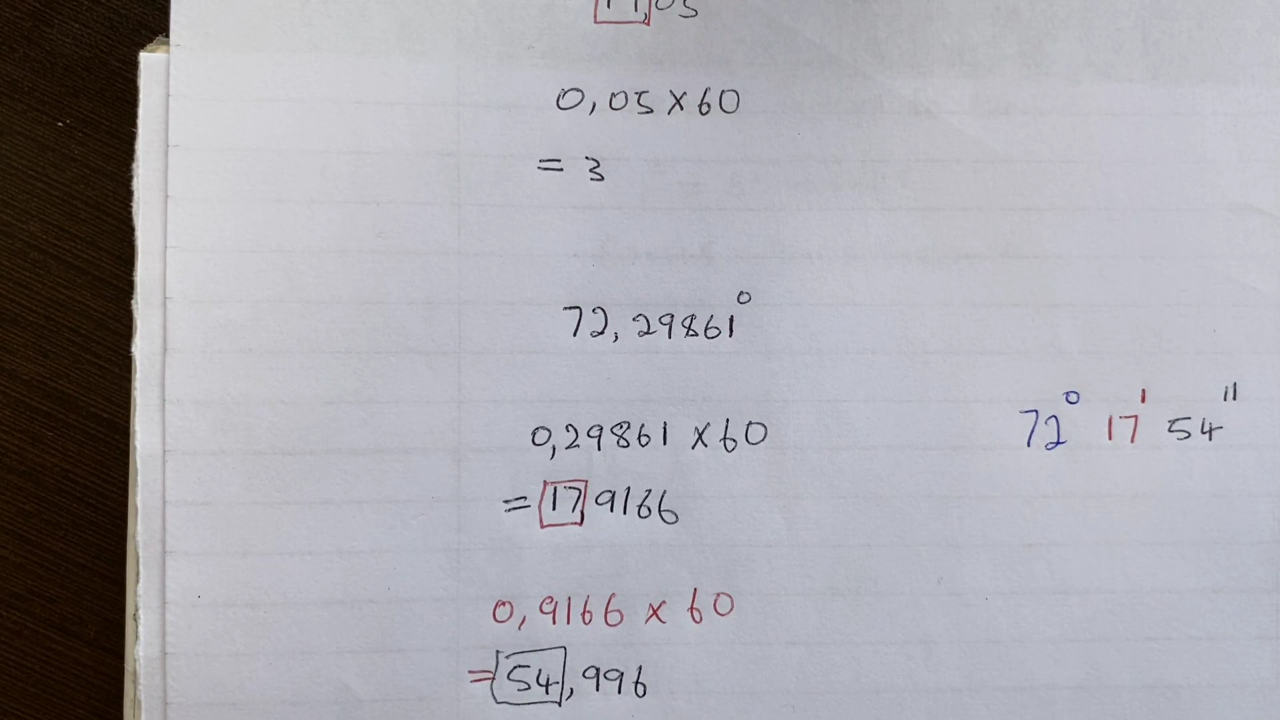 ,05
0,05 x 60
= 3
72,29861°
0,29861 x 60
= 17,9166
72° 17' 54"
0,9166 x 60
= 54,996